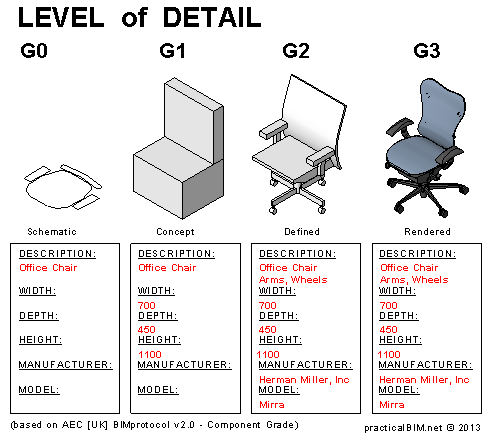 LEVEL of DETAIL
G0 G1 G2 G3
Schematic Concept Defined Rendered
DESCRIPTION:
Office Chair
WIDTH:
DEPTH:
HEIGHT:
MANUFACTURER:
MODEL:
DESCRIPTION:
Office Chair
WIDTH:
700
DEPTH:
450
HEIGHT:
1100
MANUFACTURER:
MODEL:
DESCRIPTION:
Office Chair
Arms, Wheels
WIDTH:
700
DEPTH:
450
HEIGHT:
1100
MANUFACTURER:
Herman Miller, Inc
MODEL:
Mirra
DESCRIPTION:
Office Chair
Arms, Wheels
WIDTH:
700
DEPTH:
450
HEIGHT:
1100
MANUFACTURER:
Herman Miller, Inc
MODEL:
Mirra
(based on AEC [UK] BIMprotocol v2.0 - Component Grade)
practicalBIM.net © 2013